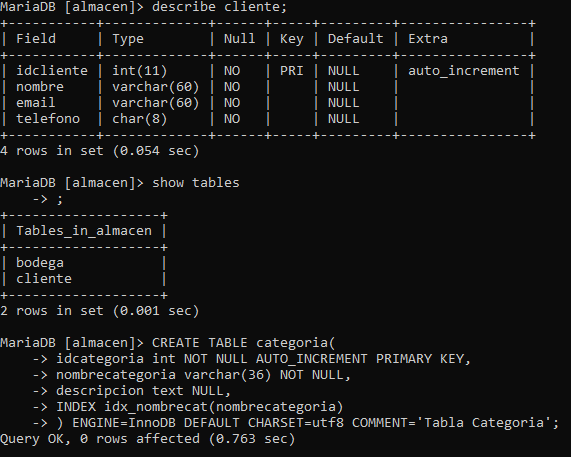 MariaDB [almacen]> describe cliente;
+-----------+-------------+------+-----+---------+----------------+
| Field     | Type        | Null | Key | Default | Extra          |
+-----------+-------------+------+-----+---------+----------------+
| idcliente | int(11)     | NO   | PRI | NULL    | auto_increment |
| nombre    | varchar(60) | NO   |     | NULL    |                |
| email     | varchar(60) | NO   |     | NULL    |                |
| telefono  | char(8)     | NO   |     | NULL    |                |
+-----------+-------------+------+-----+---------+----------------+
4 rows in set (0.054 sec)

MariaDB [almacen]> show tables
    -> ;
+-------------------+
| Tables_in_almacen |
+-------------------+
| bodega            |
| cliente           |
+-------------------+
2 rows in set (0.001 sec)

MariaDB [almacen]> CREATE TABLE categoria(
    -> idcategoria int NOT NULL AUTO_INCREMENT PRIMARY KEY,
    -> nombrecategoria varchar(36) NOT NULL,
    -> descripcion text NULL,
    -> INDEX idx_nombrecat(nombrecategoria)
    -> ) ENGINE=InnoDB DEFAULT CHARSET=utf8 COMMENT='Tabla Categoria';
Query OK, 0 rows affected (0.763 sec)